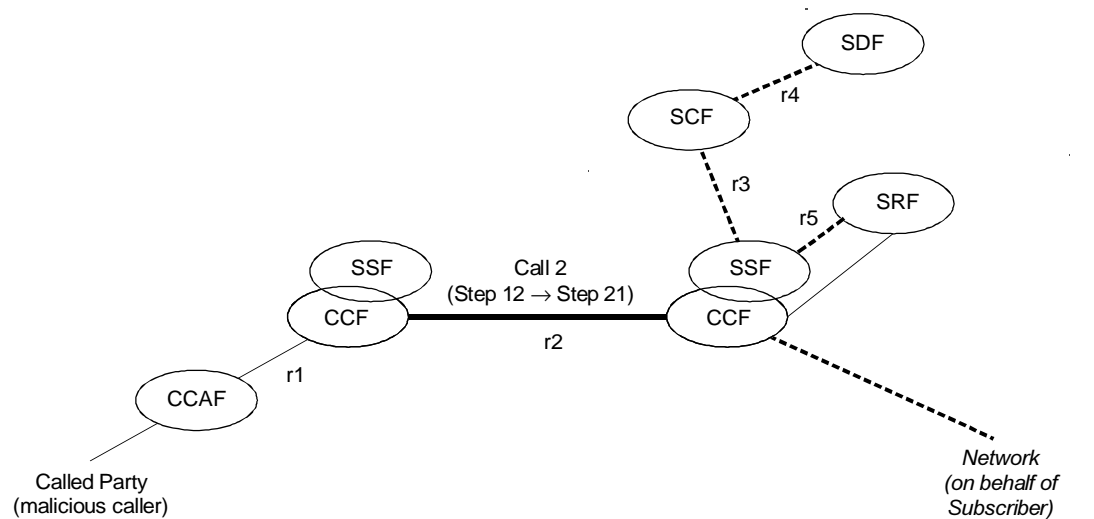 SDF
r4
SCF
r3
SRF
r5
SSF
Call 2
SSF
(Step 12 → Step 21)
CCF
CCF
r2
r1
CCAF
Called Party
(malicious caller)
Network
(on behalf of
Subscriber)